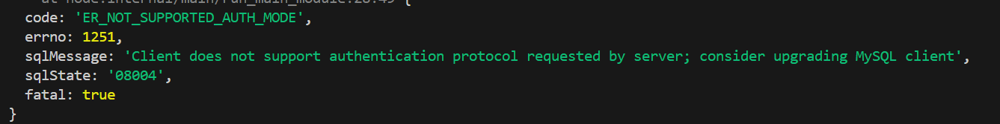 at node:internal/main/run_main_module:28:49 {
code: 'ER_NOT_SUPPORTED_AUTH_MODE',
errno: 1251,
sqlMessage: 'Client does not support authentication protocol requested by server; consider upgrading MySQL client',
sqlState: '08004',
fatal: true
}